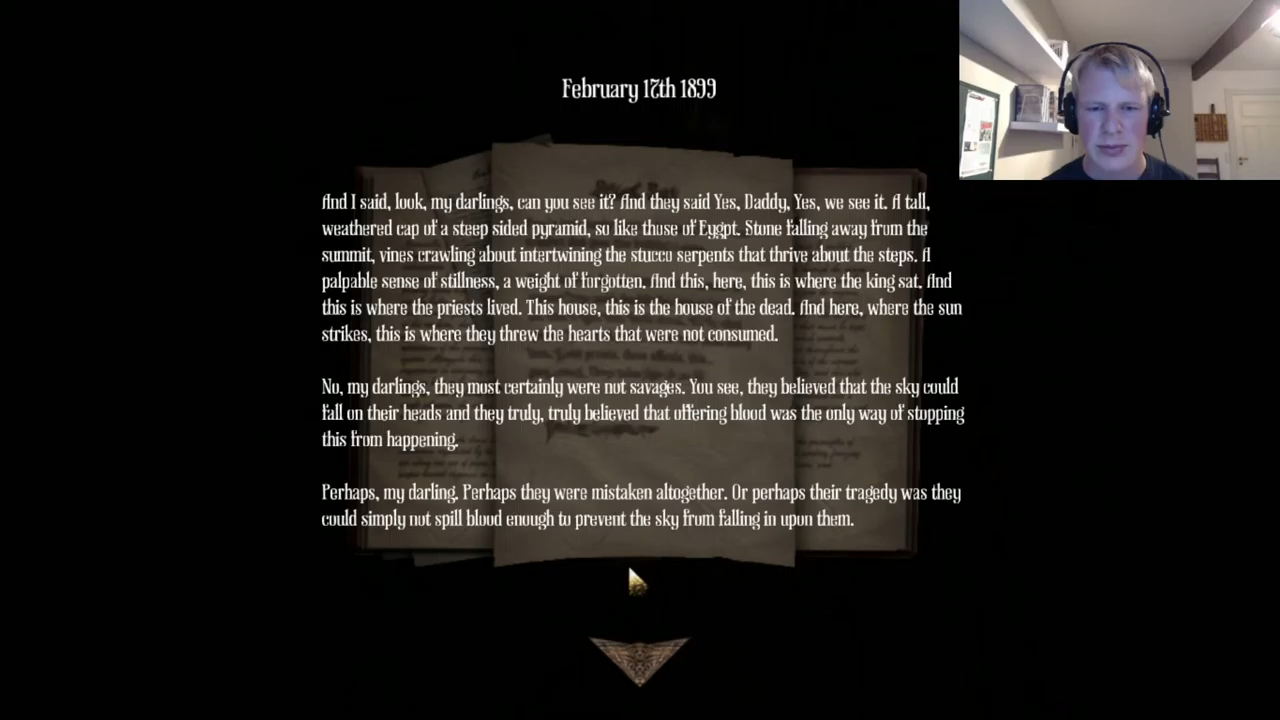 February 17th 1899
And I said, look, my darlings, can you see it? And they said Yes, Daddy, Yes, we see it. A tall,
weathered cap of a steep sided pyramid, so like those of Eygpt. Stone falling away from the
summit, vines crawling about intertwining the stucco serpents that thrive about the steps. A
palpable sense of stillness, a weight of forgotten. And this, here, this is where the king sat. And
this is where the priests lived. This house, this is the house of the dead. And here, where the sun
strikes, this is where they threw the hearts that were not consumed.
No, my darlings, they most certainly were not savages. You see, they believed that the sky could
fall on their heads and they truly, truly believed that offering blood was the only way of stopping
this from happening.
Perhaps, my darling. Perhaps they were mistaken altogether. Or perhaps their tragedy was they
could simply not spill blood enough to prevent the sky from falling in upon them.